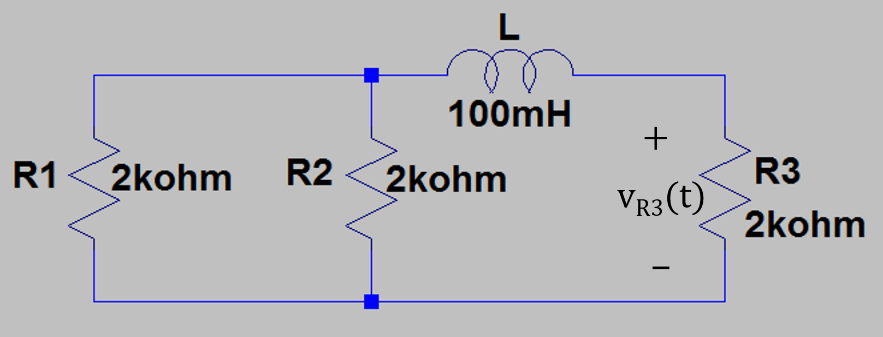 L
100mH
R1
2kohm
R2
2kohm
+
v_R3(t)
−
R3
2kohm